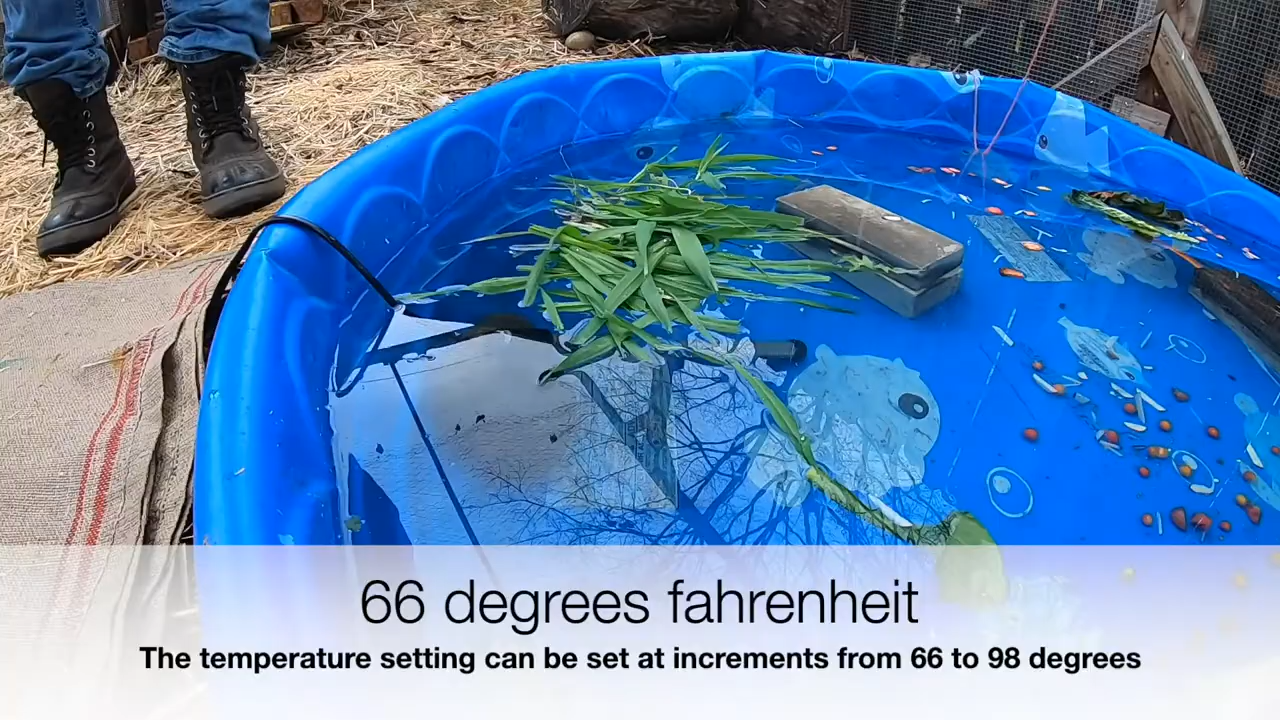 66 degrees fahrenheit
The temperature setting can be set at increments from 66 to 98 degrees